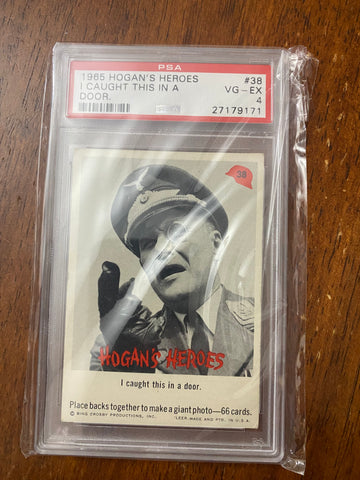 PSA
1965 HOGAN'S HEROES #38
I CAUGHT THIS IN A VG-EX
DOOR. 4
27179171
38
HOGAN'S HEROES
I caught this in a door.
Place backs together to make a giant photo—66 cards.
© BING CROSBY PRODUCTIONS, INC. FLEER-MADE AND PTD. IN U.S.A.